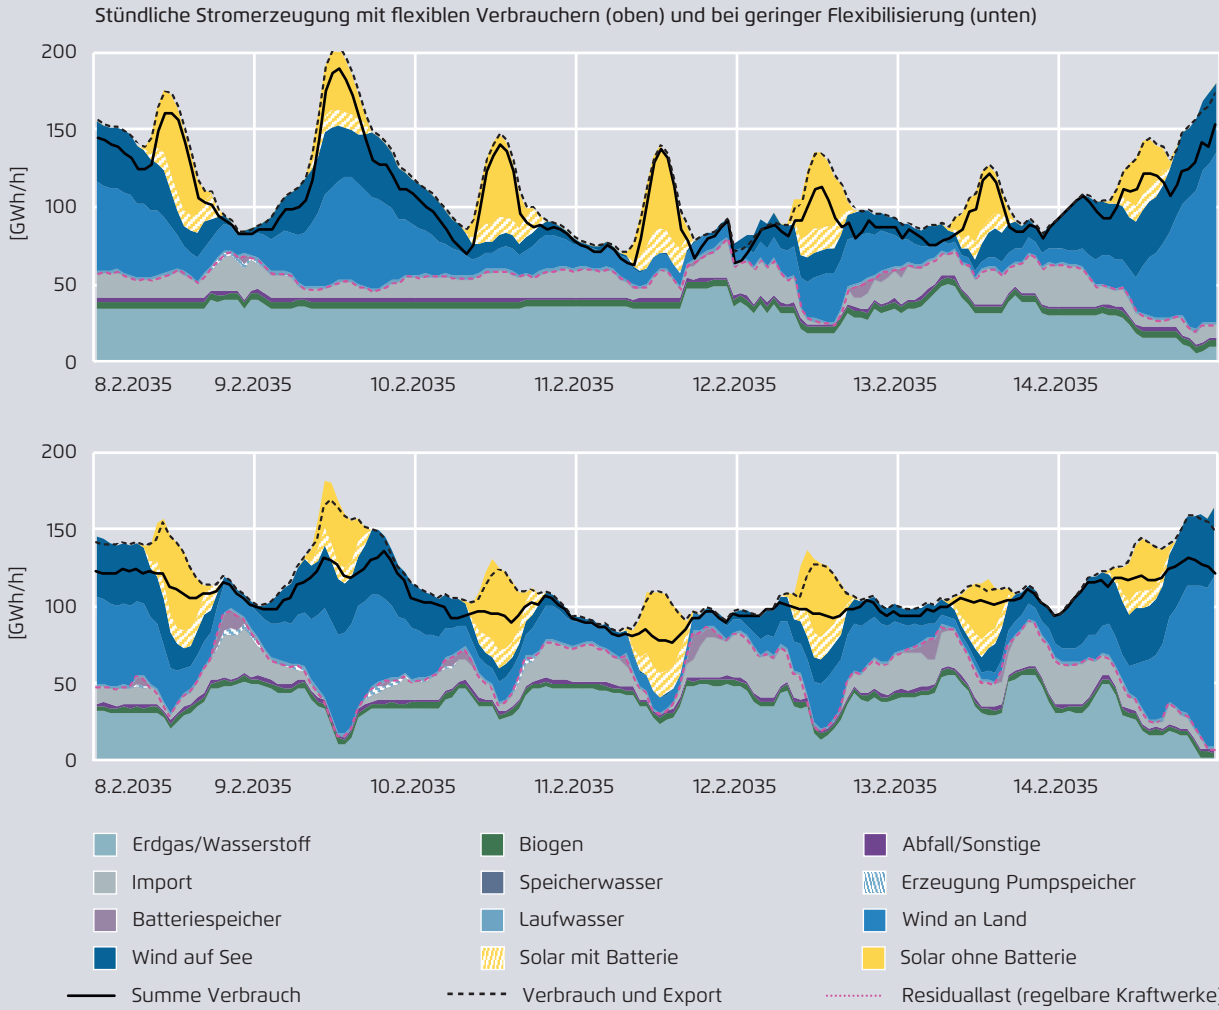 Stündliche Stromerzeugung mit flexiblen Verbrauchern (oben) und bei geringer Flexibilisierung (unten)
[GWh/h]
200
150
100
50
0
8.2.2035 9.2.2035 10.2.2035 11.2.2035 12.2.2035 13.2.2035 14.2.2035
[GWh/h]
200
150
100
50
0
8.2.2035 9.2.2035 10.2.2035 11.2.2035 12.2.2035 13.2.2035 14.2.2035
Erdgas/Wasserstoff Biogen Abfall/Sonstige
Import Speicherwasser Erzeugung Pumpspeicher
Batteriespeicher Laufwasser Wind an Land
Wind auf See Solar mit Batterie Solar ohne Batterie
Summe Verbrauch Verbrauch und Export Residuallast (regelbare Kraftwerke)